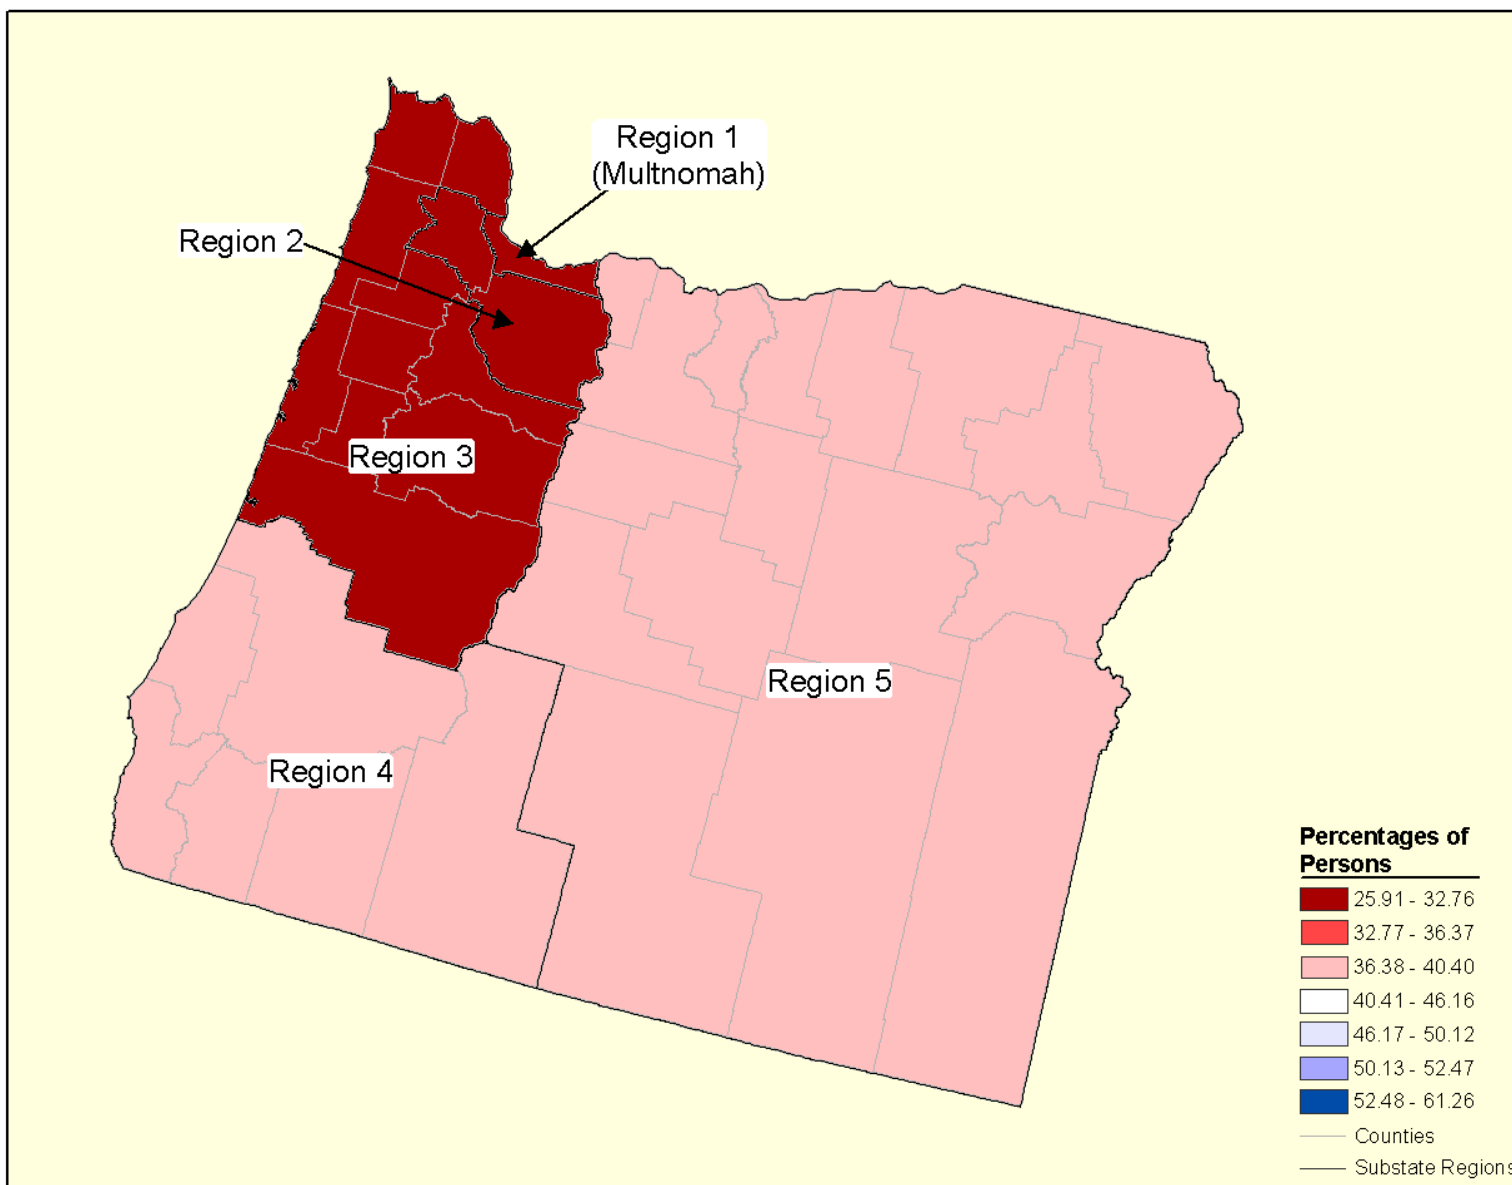 Region 1
(Multnomah)
Region 2
Region 3
Region 5
Region 4
Percentages of
Persons
25.91 - 32.76
32.77 - 36.37
36.38 - 40.40
40.41 - 46.16
46.17 - 50.12
50.13 - 52.47
52.48 - 61.26
Counties
Substate Regions